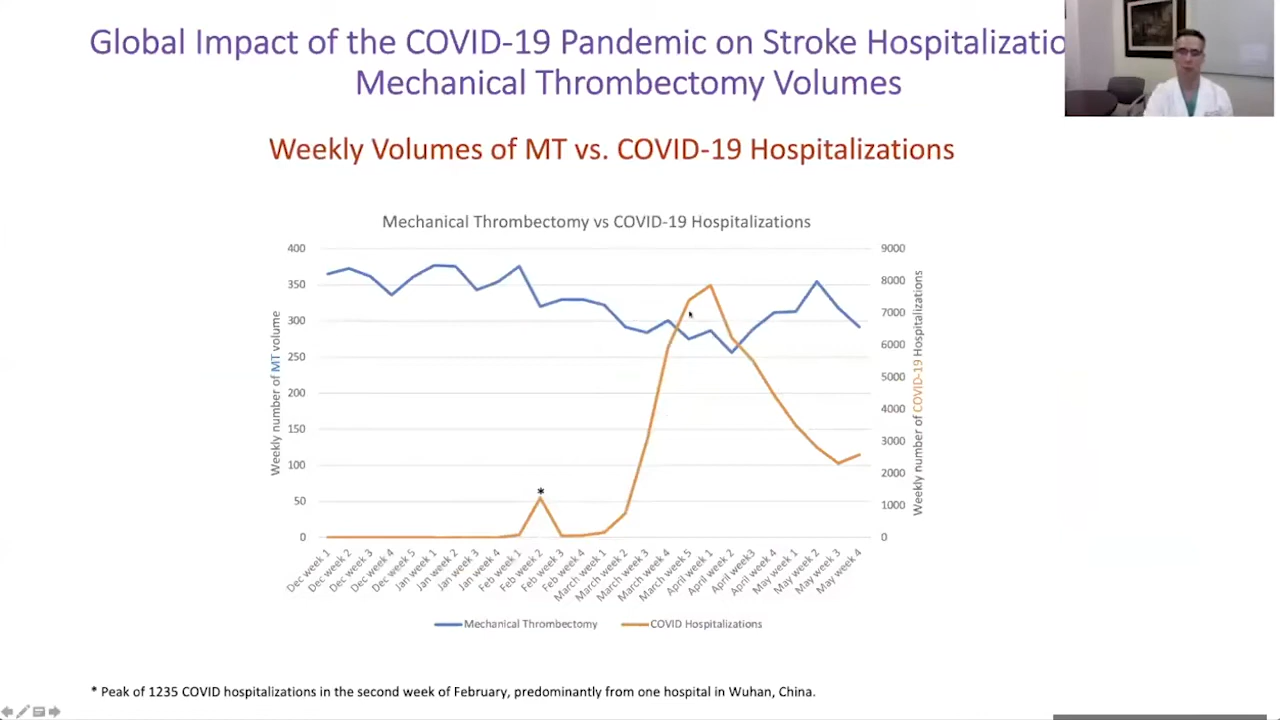 Global Impact of the COVID-19 Pandemic on Stroke Hospitalizatio
Mechanical Thrombectomy Volumes
Weekly Volumes of MT vs. COVID-19 Hospitalizations
Mechanical Thrombectomy vs COVID-19 Hospitalizations
400
350
300
250
200
150
100
50
0
Weekly number of MT volume
9000
8000
7000
6000
5000
4000
3000
2000
1000
0
Weekly number of COVID-19 Hospitalizations
*
Dec week 1
Dec week 2
Dec week 3
Dec week 4
Dec week 5
Jan week 1
Jan week 2
Jan week 3
Jan week 4
Feb week 1
Feb week 2
Feb week 3
Feb week 4
March week 1
March week 2
March week 3
March week 4
March week 5
April week 1
April week 2
April week3
April week 4
May week 1
May week 2
May week 3
May week 4
Mechanical Thrombectomy
COVID Hospitalizations
* Peak of 1235 COVID hospitalizations in the second week of February, predominantly from one hospital in Wuhan, China.